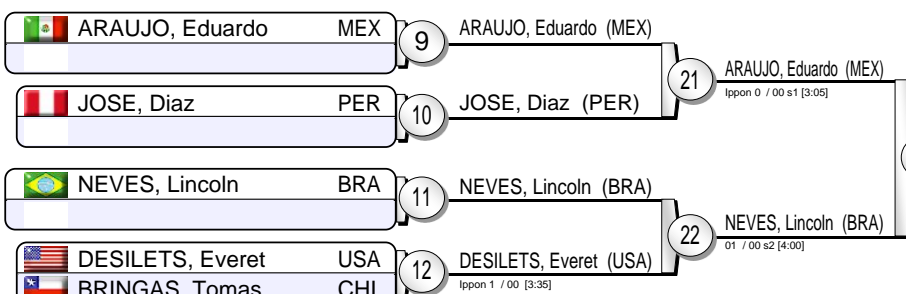 ARAUJO, Eduardo MEX
9
ARAUJO, Eduardo (MEX)
21
ARAUJO, Eduardo (MEX)
Ippon 0 / 00 s1 [3:05]
JOSE, Diaz PER
10
JOSE, Diaz (PER)
NEVES, Lincoln BRA
11
NEVES, Lincoln (BRA)
22
NEVES, Lincoln (BRA)
01 / 00 s2 [4:00]
DESILETS, Everet USA
12
DESILETS, Everet (USA)
Ippon 1 / 00 [3:35]
BRINGAS, Tomas CHI